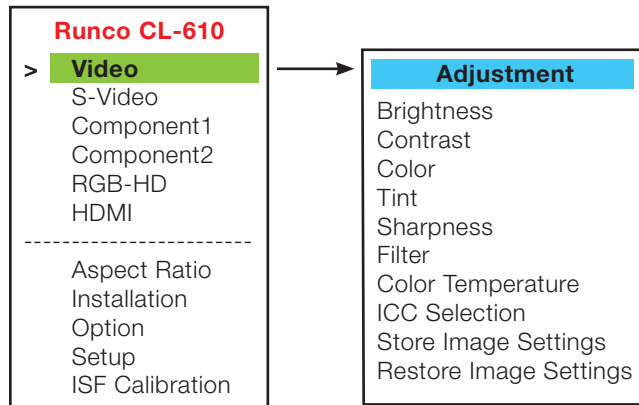 Runco CL-610
> Video
S-Video
Component1
Component2
RGB-HD
HDMI
Aspect Ratio
Installation
Option
Setup
ISF Calibration
Adjustment
Brightness
Contrast
Color
Tint
Sharpness
Filter
Color Temperature
ICC Selection
Store Image Settings
Restore Image Settings